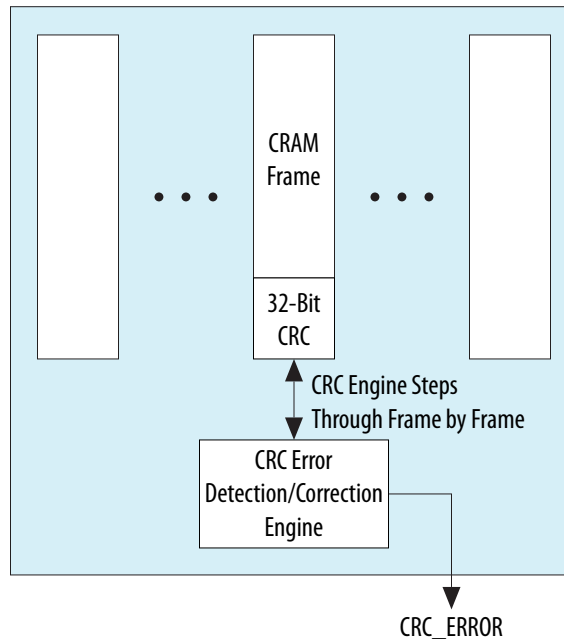 CRAM
Frame
32-Bit
CRC
CRC Engine Steps
Through Frame by Frame
CRC Error
Detection/Correction
Engine
CRC_ERROR